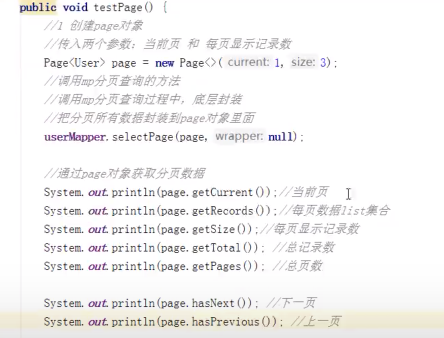 public void testPage() {
//1 创建page对象
//传入两个参数：当前页 和 每页显示记录数
Page<User> page = new Page<>( current: 1, size: 3);
//调用mp分页查询的方法
//调用mp分页查询过程中，底层封装
//把分页所有数据封装到page对象里面
userMapper.selectPage(page, wrapper: null);
//通过page对象获取分页数据
System.out.println(page.getCurrent());//当前页
System.out.println(page.getRecords());//每页数据list集合
System.out.println(page.getSize());//每页显示记录数
System.out.println(page.getTotal()); //总记录数
System.out.println(page.getPages()); //总页数
System.out.println(page.hasNext()); //下一页
System.out.println(page.hasPrevious()); //上一页